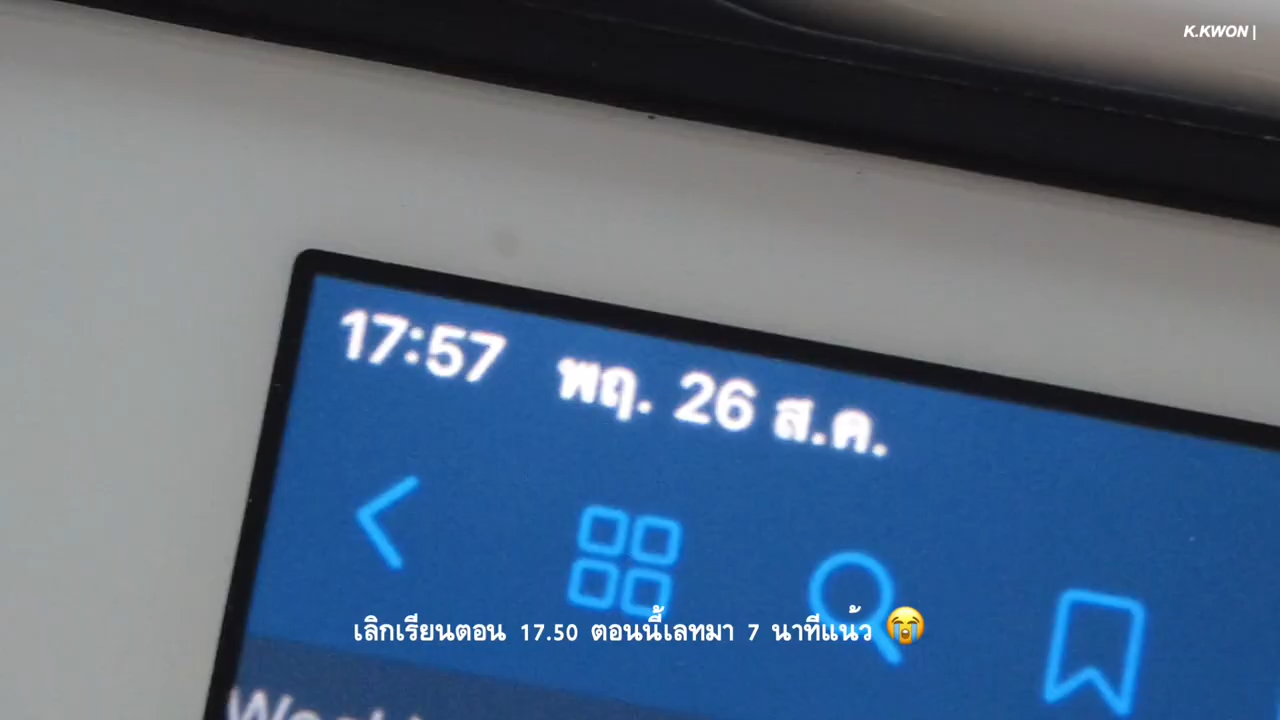 K.KWON |
17:57 พฤ. 26 ส.ค.
เลิกเรียนตอน 17.50 ตอนนี้เลทมา 7 นาทีแน้ว 😭